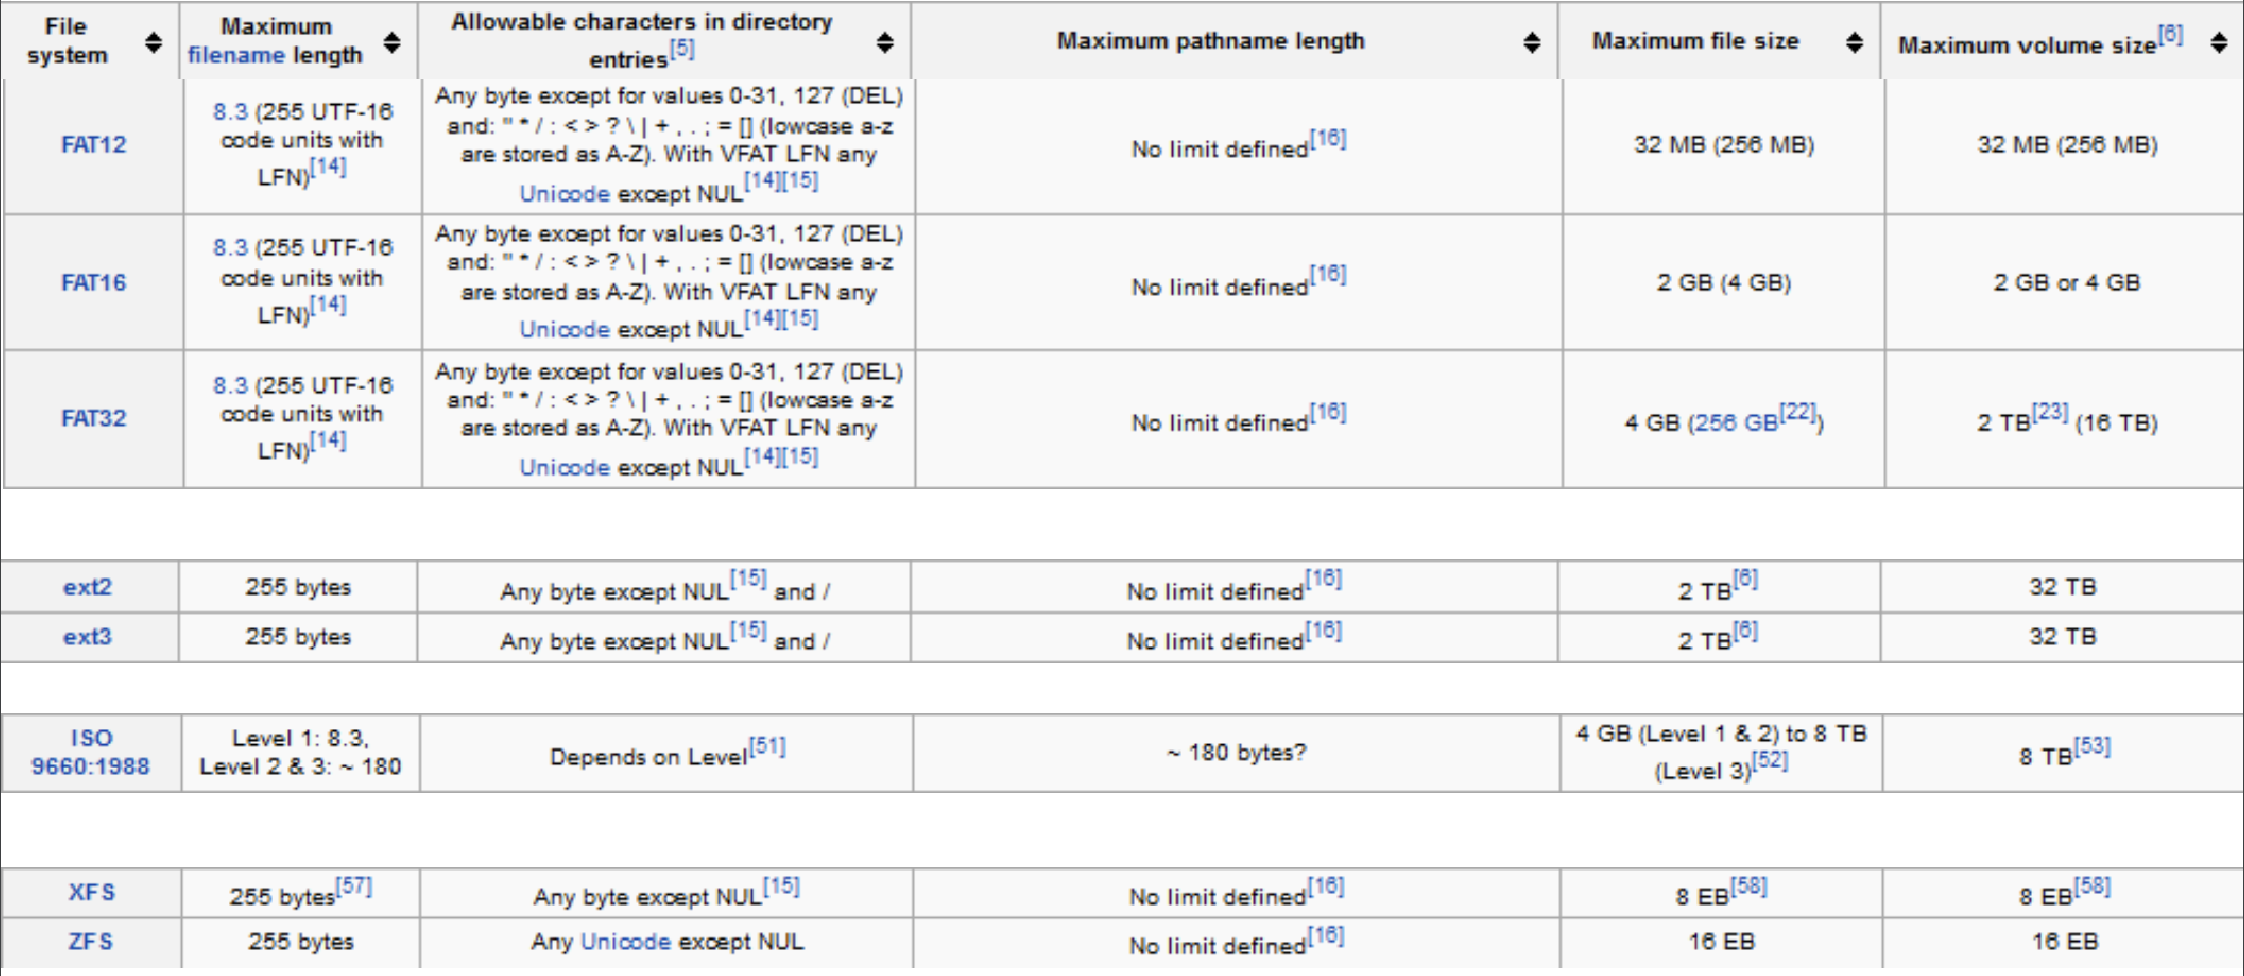 File system
Maximum filename length
Allowable characters in directory entries[5]
Maximum pathname length
Maximum file size
Maximum volume size[6]
FAT12
8.3 (255 UTF-16
code units with
LFN)[14]
Any byte except for values 0-31, 127 (DEL)
and: " * / : < > ? \ | + , . ; = [] (lowcase a-z
are stored as A-Z). With VFAT LFN any
Unicode except NUL[14][15]
No limit defined[16]
32 MB (256 MB)
32 MB (256 MB)
FAT16
8.3 (255 UTF-16
code units with
LFN)[14]
Any byte except for values 0-31, 127 (DEL)
and: " * / : < > ? \ | + , . ; = [] (lowcase a-z
are stored as A-Z). With VFAT LFN any
Unicode except NUL[14][15]
No limit defined[16]
2 GB (4 GB)
2 GB or 4 GB
FAT32
8.3 (255 UTF-16
code units with
LFN)[14]
Any byte except for values 0-31, 127 (DEL)
and: " * / : < > ? \ | + , . ; = [] (lowcase a-z
are stored as A-Z). With VFAT LFN any
Unicode except NUL[14][15]
No limit defined[16]
4 GB (256 GB[22])
2 TB[23] (16 TB)
ext2
255 bytes
Any byte except NUL[15] and /
No limit defined[16]
2 TB[6]
32 TB
ext3
255 bytes
Any byte except NUL[15] and /
No limit defined[16]
2 TB[6]
32 TB
ISO
9660:1988
Level 1: 8.3,
Level 2 & 3: ~ 180
Depends on Level[51]
~ 180 bytes?
4 GB (Level 1 & 2) to 8 TB
(Level 3)[52]
8 TB[53]
XFS
255 bytes[57]
Any byte except NUL[15]
No limit defined[16]
8 EB[58]
8 EB[58]
ZFS
255 bytes
Any Unicode except NUL
No limit defined[16]
16 EB
16 EB